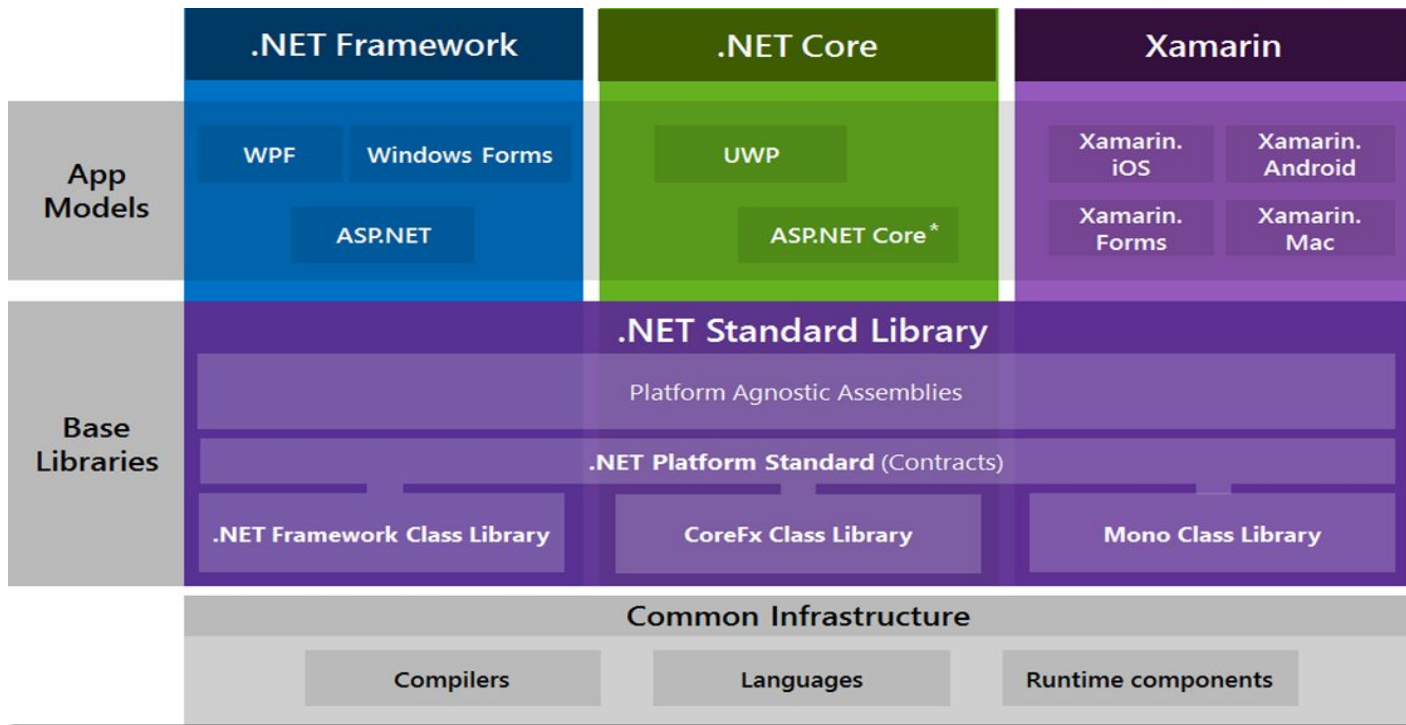 .NET Framework
.NET Core
Xamarin
App
Models
WPF
Windows Forms
ASP.NET
UWP
ASP.NET Core*
Xamarin.
iOS
Xamarin.
Android
Xamarin.
Forms
Xamarin.
Mac
Base
Libraries
.NET Standard Library
Platform Agnostic Assemblies
.NET Platform Standard (Contracts)
.NET Framework Class Library
CoreFx Class Library
Mono Class Library
Common Infrastructure
Compilers
Languages
Runtime components